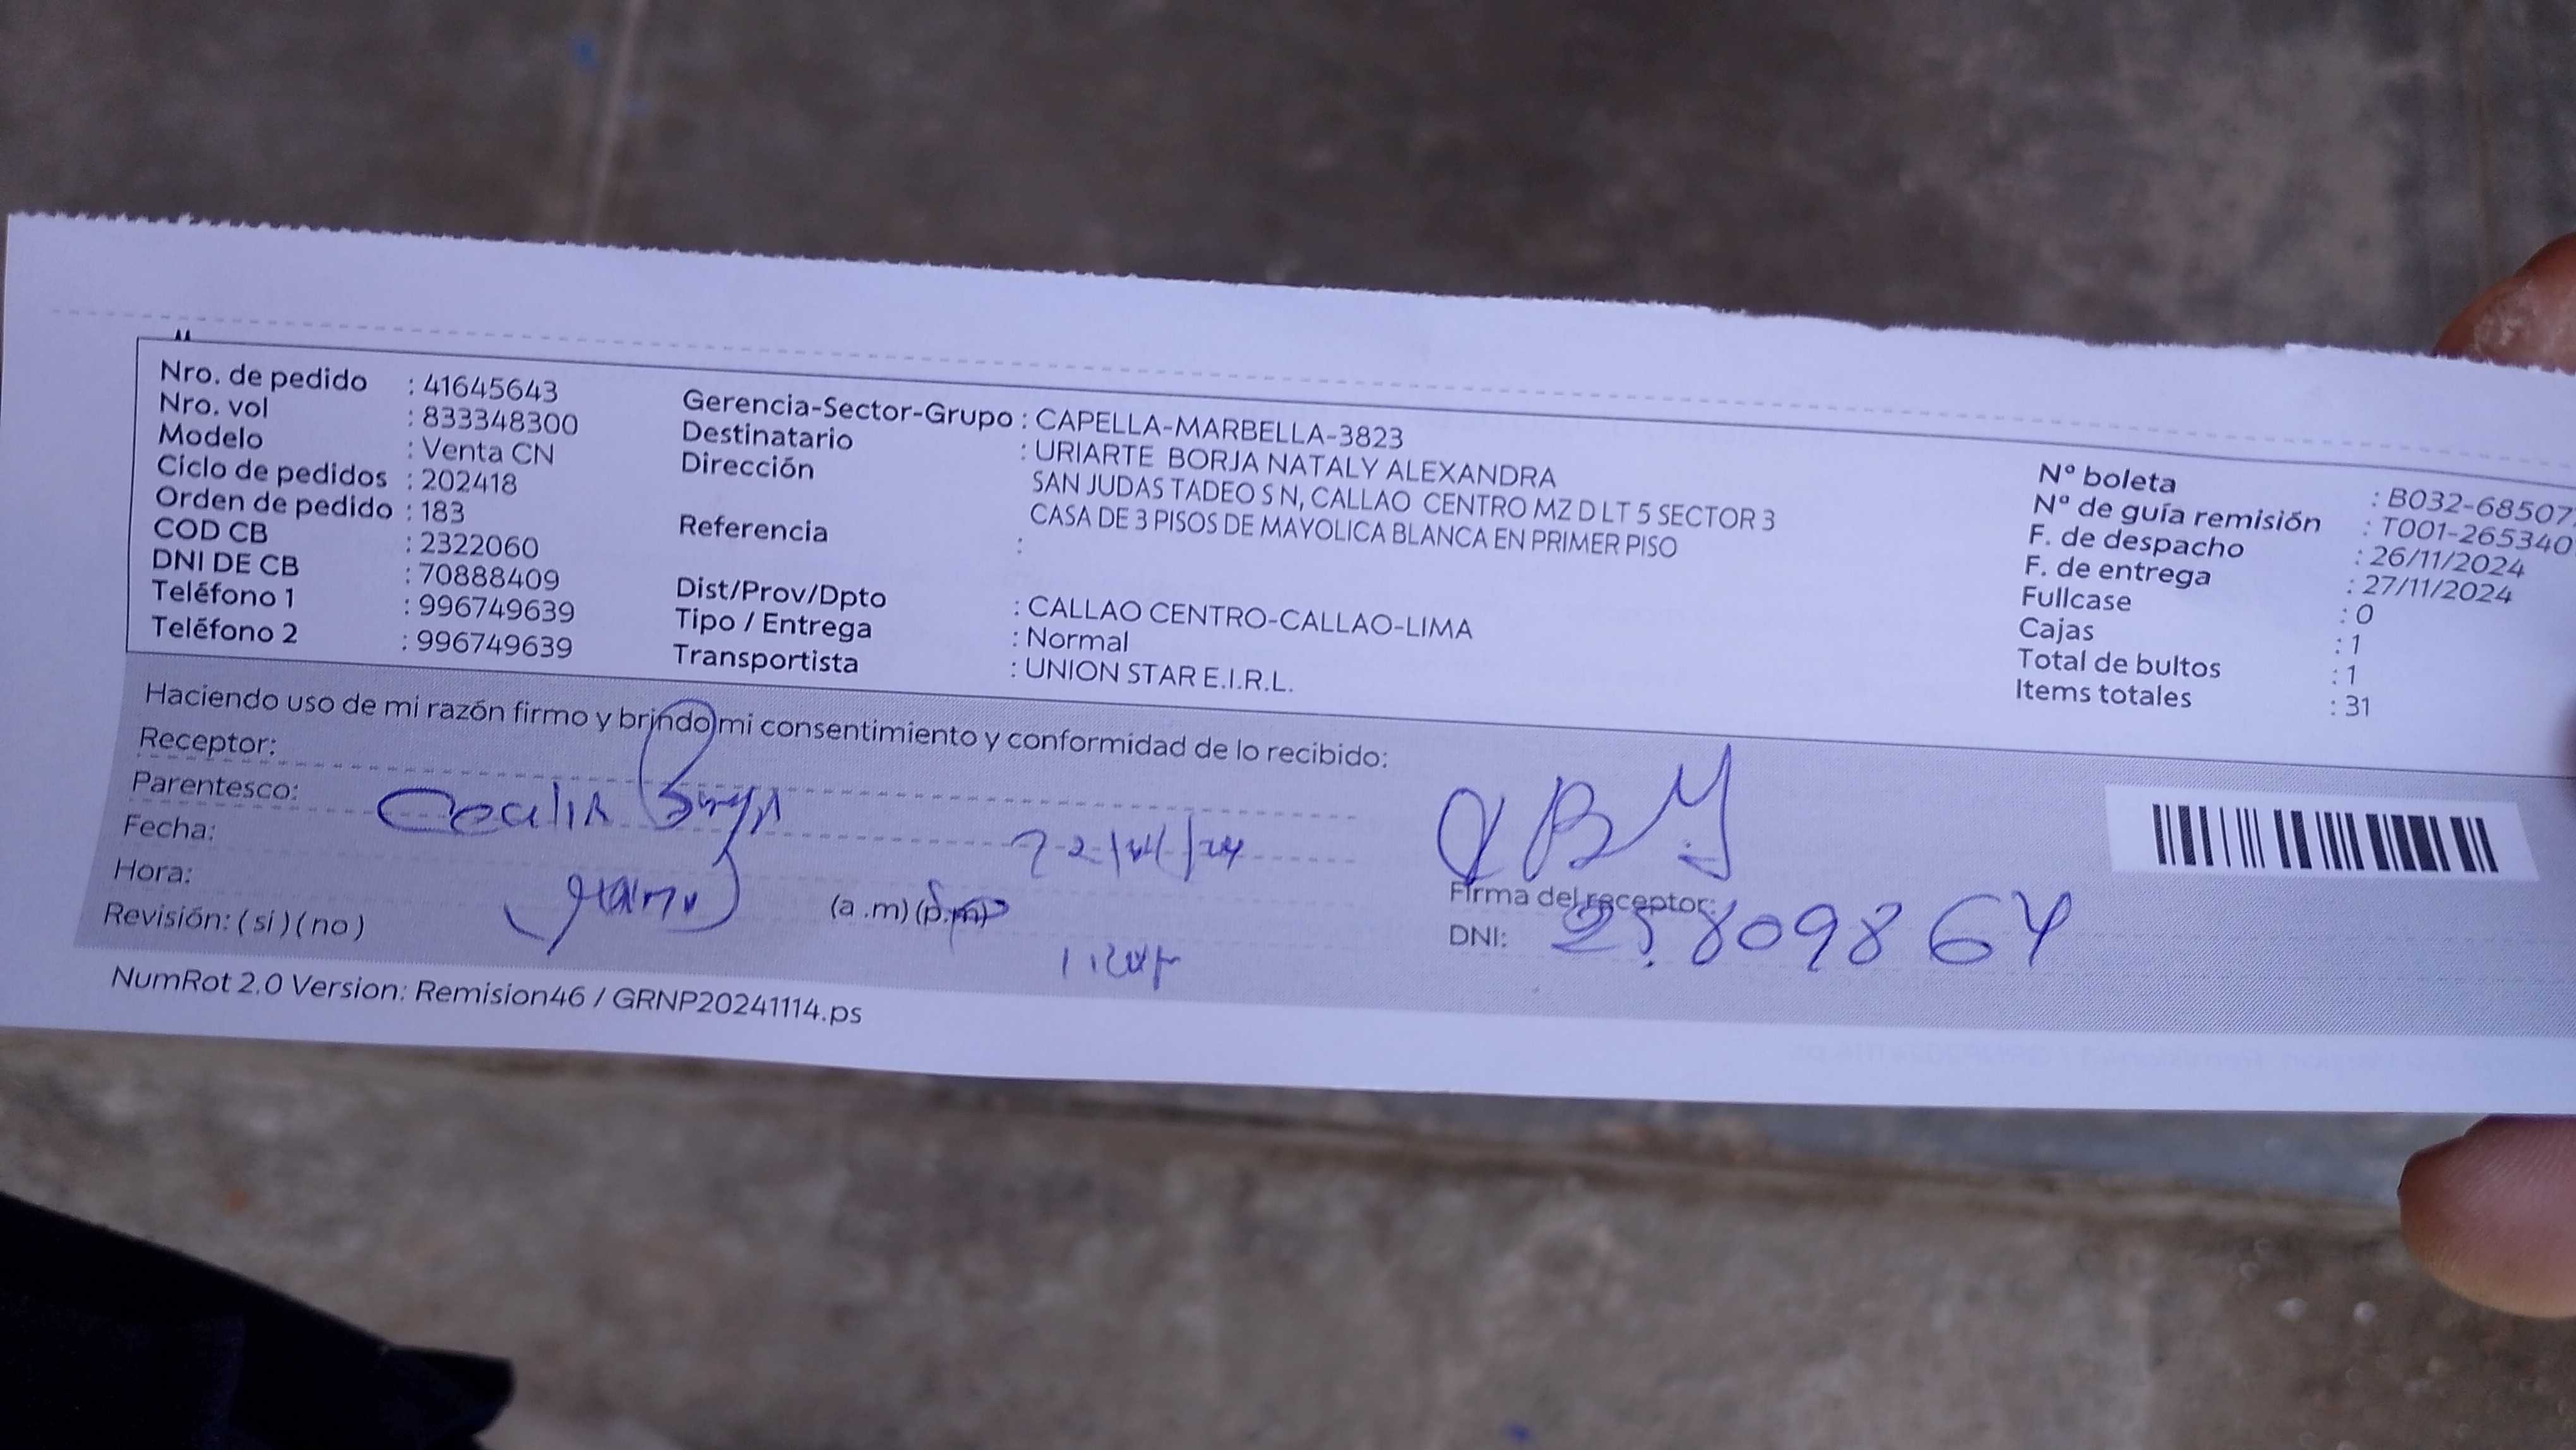 Nro. de pedido : 41645643
Nro. vol : 833348300
Modelo : Venta CN
Ciclo de pedidos : 202418
Orden de pedido : 183
COD CB : 2322060
DNI DE CB : 70888409
Teléfono 1 : 996749639
Teléfono 2 : 996749639
Gerencia-Sector-Grupo : CAPELLA-MARBELLA-3823
Destinatario : URIARTE BORJA NATALY ALEXANDRA
Dirección SAN JUDAS TADEO S N, CALLAO CENTRO MZ D LT 5 SECTOR 3
CASA DE 3 PISOS DE MAYOLICA BLANCA EN PRIMER PISO
Referencia :
Dist/Prov/Dpto : CALLAO CENTRO-CALLAO-LIMA
Tipo / Entrega : Normal
Transportista : UNION STAR E.I.R.L.
Nº boleta : B032-68507
Nº de guía remisión : T001-265340
F. de despacho : 26/11/2024
F. de entrega : 27/11/2024
Fullcase : 0
Cajas : 1
Total de bultos : 1
Items totales : 31
Haciendo uso de mi razón firmo y brindo mi consentimiento y conformidad de lo recibido:
Receptor:
Parentesco: Cecilia Borja
Fecha:
Hora: (a .m) (p.m)
Revisión: ( si ) ( no )
Firma del receptor:
DNI: 25809864
NumRot 2.0 Version: Remision46 / GRNP20241114.ps